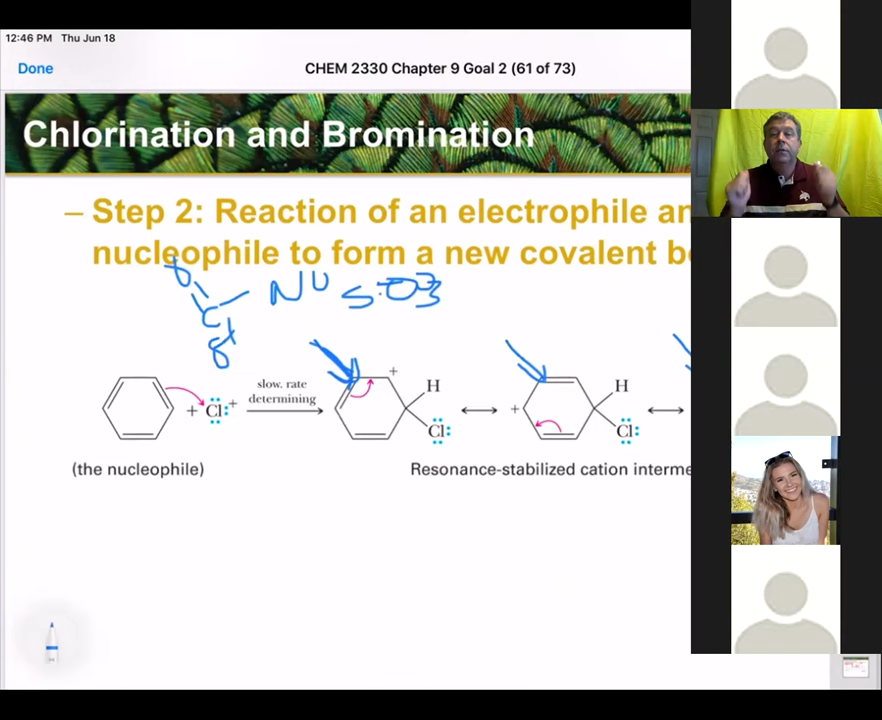 12:46 PM Thu Jun 18
Done
CHEM 2330 Chapter 9 Goal 2 (61 of 73)
Chlorination and Bromination
– Step 2: Reaction of an electrophile an
nucleophile to form a new covalent b
NU
C
δ+
slow. rate
determining
+
H
H
+ :Cl:+
+
Cl:
Cl:
(the nucleophile)
Resonance-stabilized cation interme